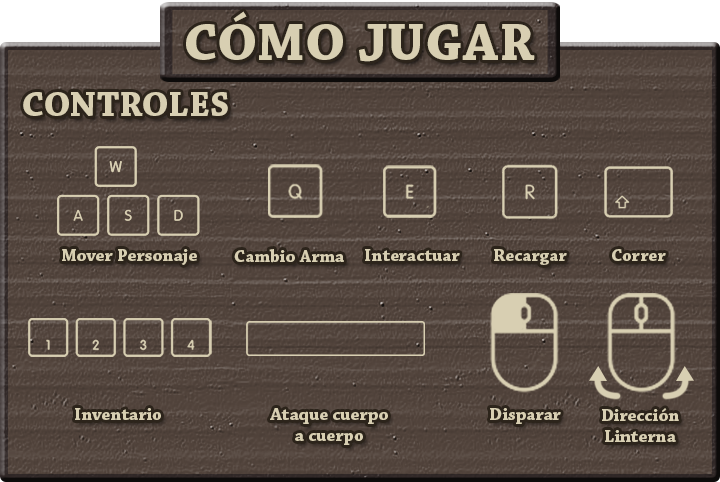 CÓMO JUGAR
CONTROLES
W
A S D
Q
E
R
Mover Personaje
Cambio Arma
Interactuar
Recargar
Correr
1 2 3 4
Inventario
Ataque cuerpo
a cuerpo
Disparar
Dirección
Linterna